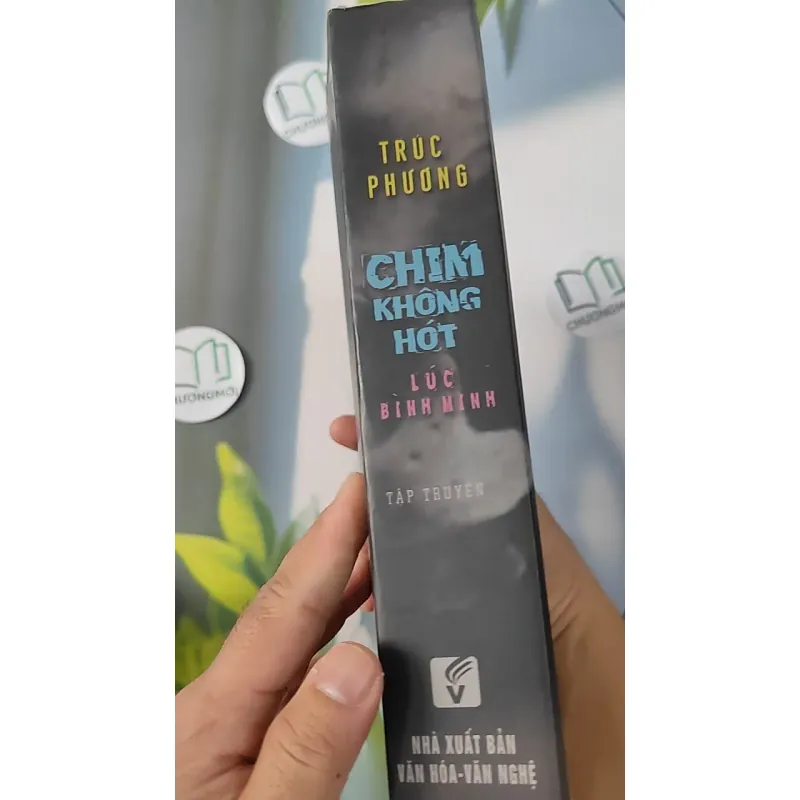 TRÚC
PHƯƠNG
CHIM
KHÔNG
HÓT
LÚC
BÌNH MINH
TẬP TRUYỆN
V
NHÀ XUẤT BẢN
VĂN HÓA-VĂN NGHỆ